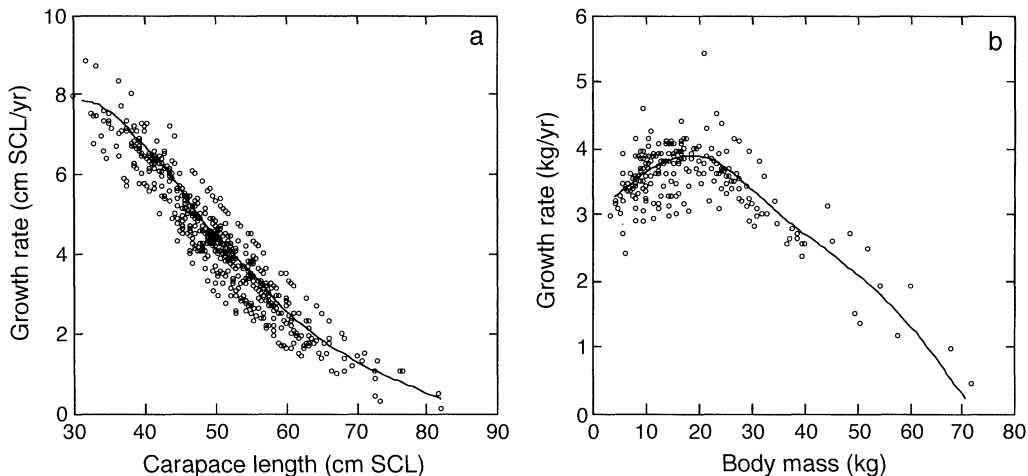 a
Growth rate (cm SCL/yr)
10
8
6
4
2
0
30 40 50 60 70 80 90
Carapace length (cm SCL)
b
Growth rate (kg/yr)
6
5
4
3
2
1
0
0 10 20 30 40 50 60 70 80
Body mass (kg)